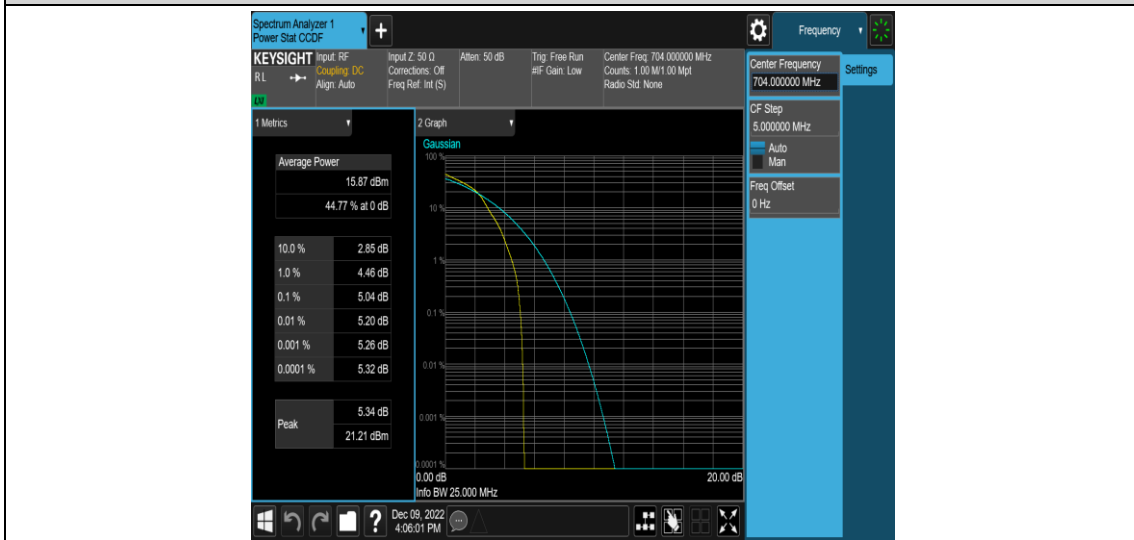 Spectrum Analyzer 1
Power Stat CCDF
Frequency
KEYSIGHT
RL
Input: RF
Coupling: DC
Align: Auto
Input Z: 50 Ω
Corrections: Off
Freq Ref: Int (S)
Atten: 50 dB
Trig: Free Run
#IF Gain: Low
Center Freq: 704.000000 MHz
Counts: 1.00 M/1.00 Mpt
Radio Std: None
Center Frequency
704.000000 MHz
Settings
CF Step
5.000000 MHz
Auto
Man
Freq Offset
0 Hz
1 Metrics
Average Power
15.87 dBm
44.77 % at 0 dB
10.0 % 2.85 dB
1.0 % 4.46 dB
0.1 % 5.04 dB
0.01 % 5.20 dB
0.001 % 5.26 dB
0.0001 % 5.32 dB
Peak
5.34 dB
21.21 dBm
2 Graph
Gaussian
100 %
10 %
1 %
0.1 %
0.01 %
0.001 %
0.0001 %
0.00 dB 20.00 dB
Info BW 25.000 MHz
Dec 09, 2022
4:06:01 PM